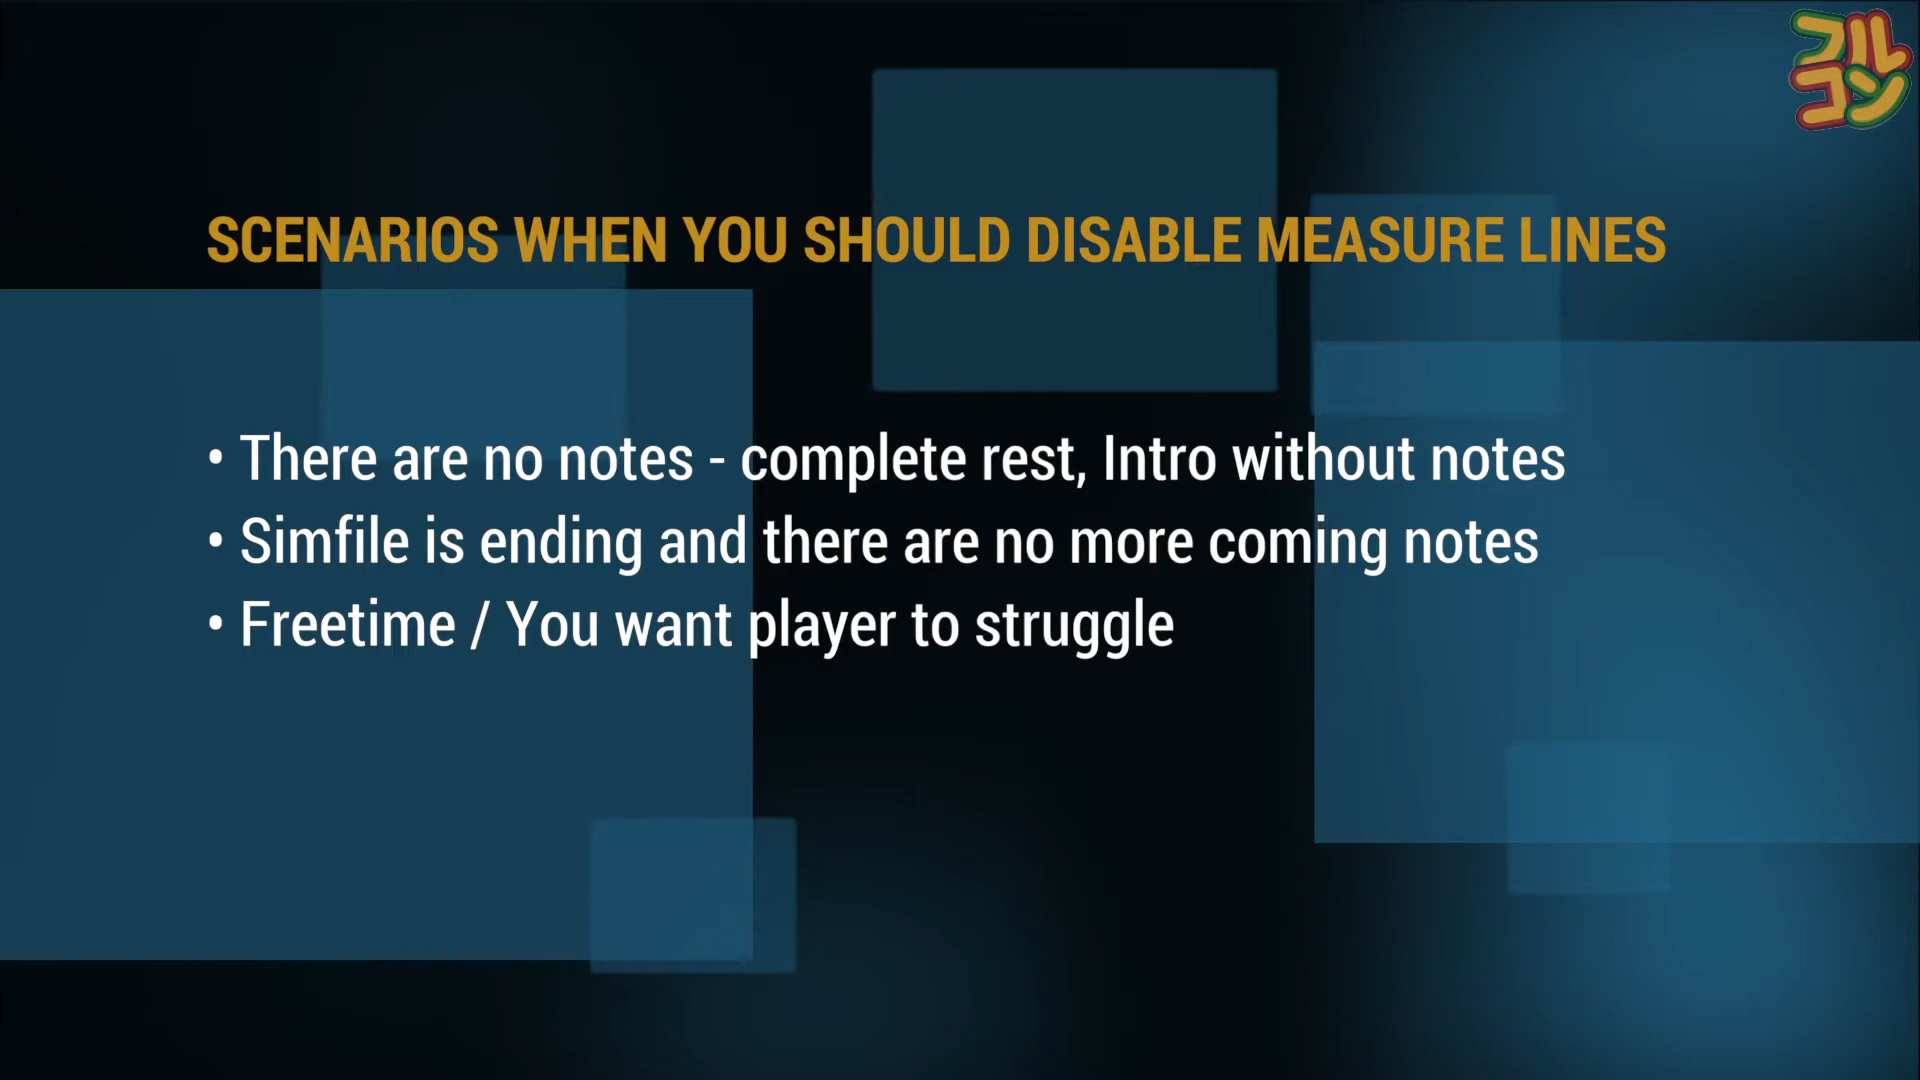 フル
コン
SCENARIOS WHEN YOU SHOULD DISABLE MEASURE LINES
• There are no notes - complete rest, Intro without notes
• Simfile is ending and there are no more coming notes
• Freetime / You want player to struggle